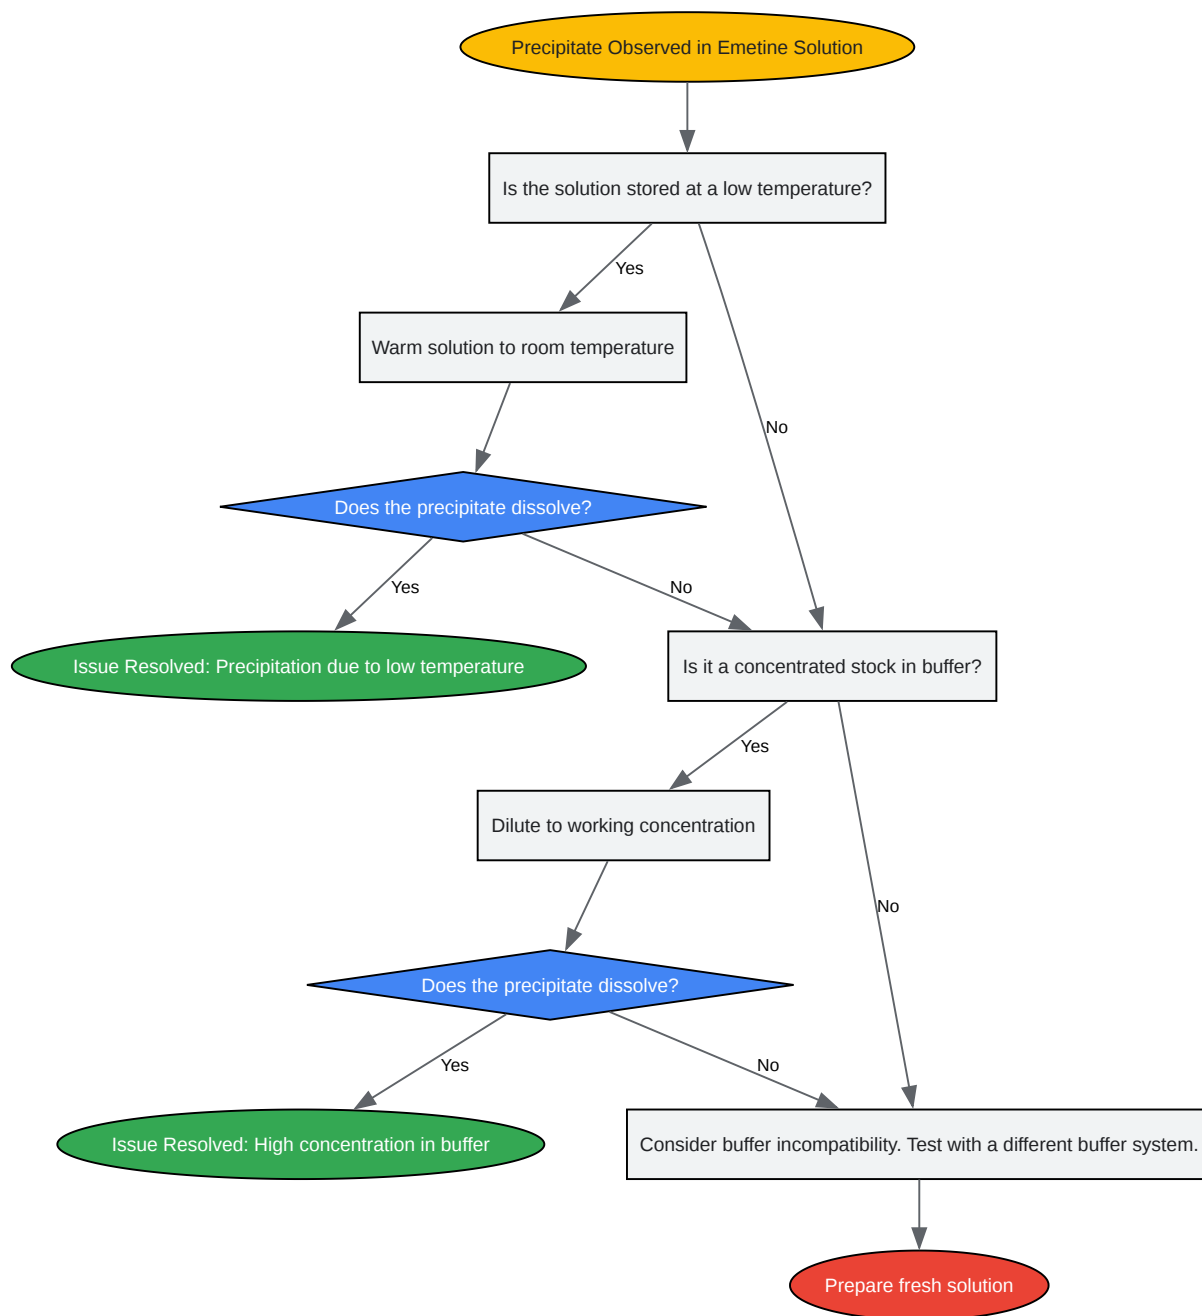 Precipitate Observed in Emetine Solution
Is the solution stored at a low temperature?
Yes
Warm solution to room temperature
No
Does the precipitate dissolve?
Yes
No
Issue Resolved: Precipitation due to low temperature
Is it a concentrated stock in buffer?
Yes
Dilute to working concentration
No
Does the precipitate dissolve?
Yes
No
Issue Resolved: High concentration in buffer
Consider buffer incompatibility. Test with a different buffer system.
Prepare fresh solution